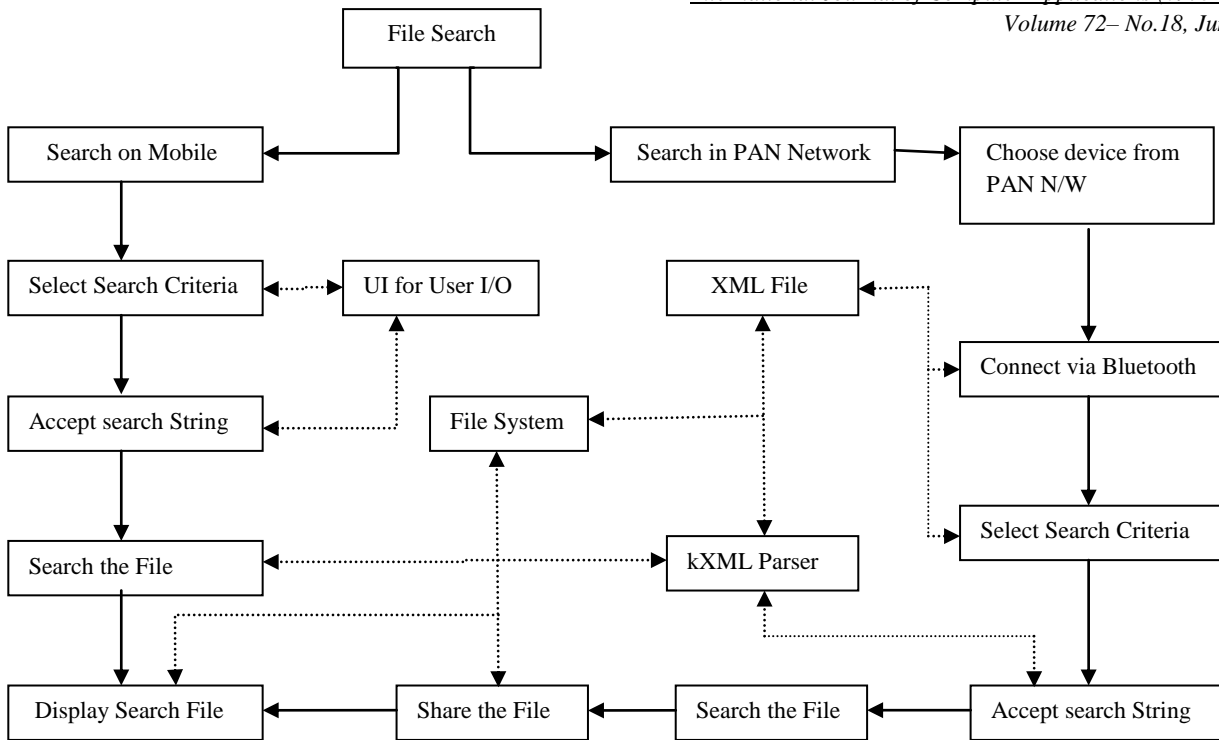 Volume 72– No.18,
File Search
Search on Mobile
Search in PAN Network
Choose device from
PAN N/W
Select Search Criteria
UI for User I/O
XML File
Connect via Bluetooth
Accept search String
File System
Select Search Criteria
Search the File
kXML Parser
Display Search File
Share the File
Search the File
Accept search String